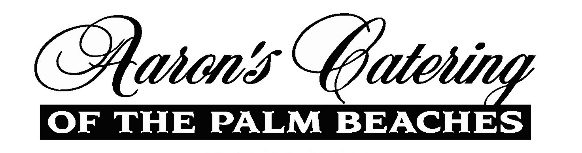 Aaron's Catering
OF THE PALM BEACHES